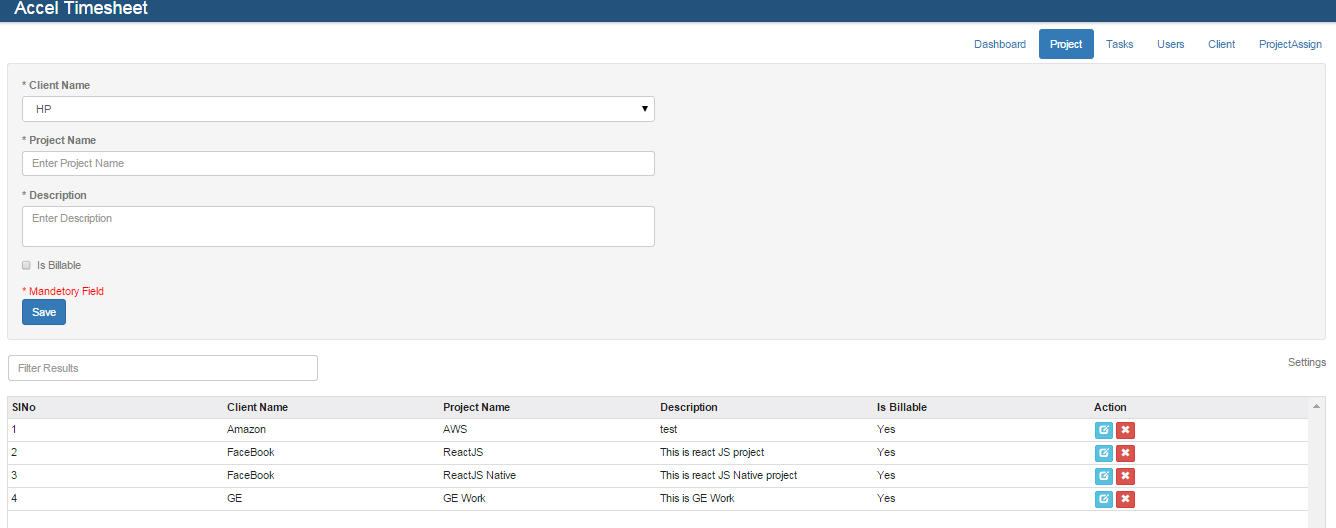 Accel Timesheet
Dashboard Project Tasks Users Client ProjectAssign
* Client Name
HP
* Project Name
Enter Project Name
* Description
Enter Description
Is Billable
* Mandetory Field
Save
Filter Results
Settings
SlNo Client Name Project Name Description Is Billable Action
1 Amazon AWS test Yes
2 FaceBook ReactJS This is react JS project Yes
3 FaceBook ReactJS Native This is react JS Native project Yes
4 GE GE Work This is GE Work Yes